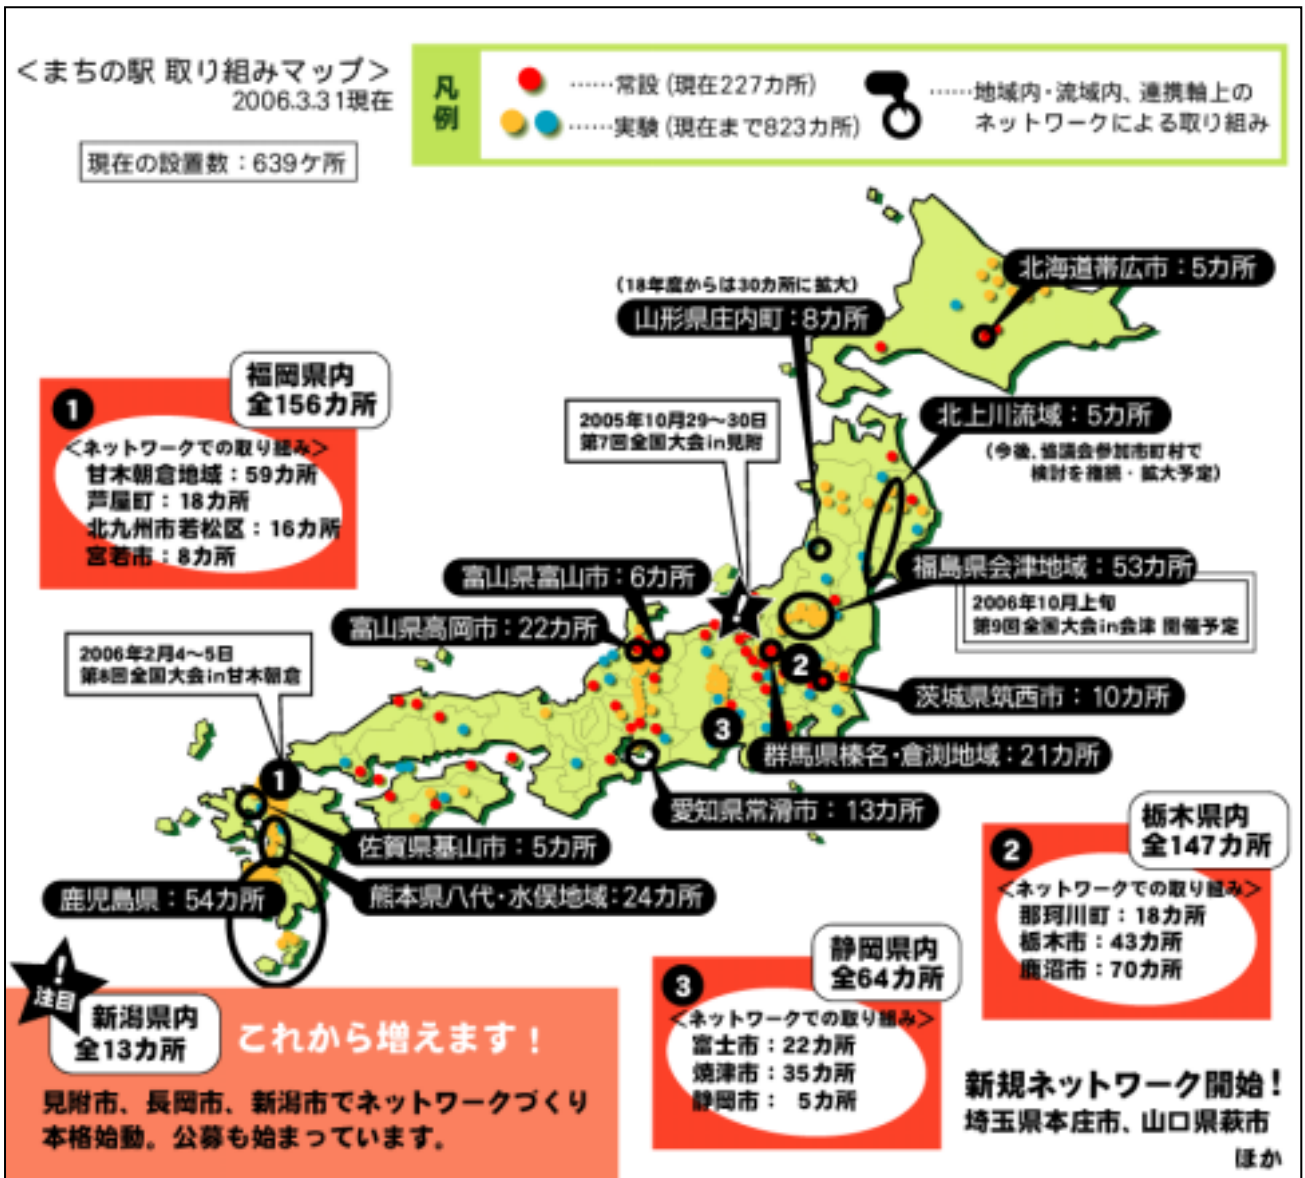 ＜まちの駅 取り組みマップ＞
2006.3.31現在
現在の設置数：639ケ所
凡例
……常設 (現在227カ所)
……実験 (現在まで823カ所)
……地域内・流域内、連携軸上の
ネットワークによる取り組み
北海道帯広市：5カ所
(18年度からは30カ所に拡大)
山形県庄内町：8カ所
北上川流域：5カ所
(今後、協議会参加市町村で
検討を継続・拡大予定)
2005年10月29〜30日
第7回全国大会in見附
福岡県内
全156カ所
1
＜ネットワークでの取り組み＞
甘木朝倉地域：59カ所
芦屋町：18カ所
北九州市若松区：16カ所
宮若市：8カ所
富山県富山市：6カ所
富山県高岡市：22カ所
福島県会津地域：53カ所
2006年10月上旬
第9回全国大会in会津 開催予定
2006年2月4〜5日
第8回全国大会in甘木朝倉
!
2
茨城県筑西市：10カ所
3
群馬県榛名・倉渕地域：21カ所
1
愛知県常滑市：13カ所
佐賀県基山市：5カ所
鹿児島県：54カ所
熊本県八代・水俣地域：24カ所
栃木県内
全147カ所
2
＜ネットワークでの取り組み＞
那珂川町：18カ所
栃木市：43カ所
鹿沼市：70カ所
静岡県内
全64カ所
3
＜ネットワークでの取り組み＞
富士市：22カ所
焼津市：35カ所
静岡市： 5カ所
!
注目
新潟県内
全13カ所
これから増えます！
見附市、長岡市、新潟市でネットワークづくり
本格始動。公募も始まっています。
新規ネットワーク開始！
埼玉県本庄市、山口県萩市
ほか